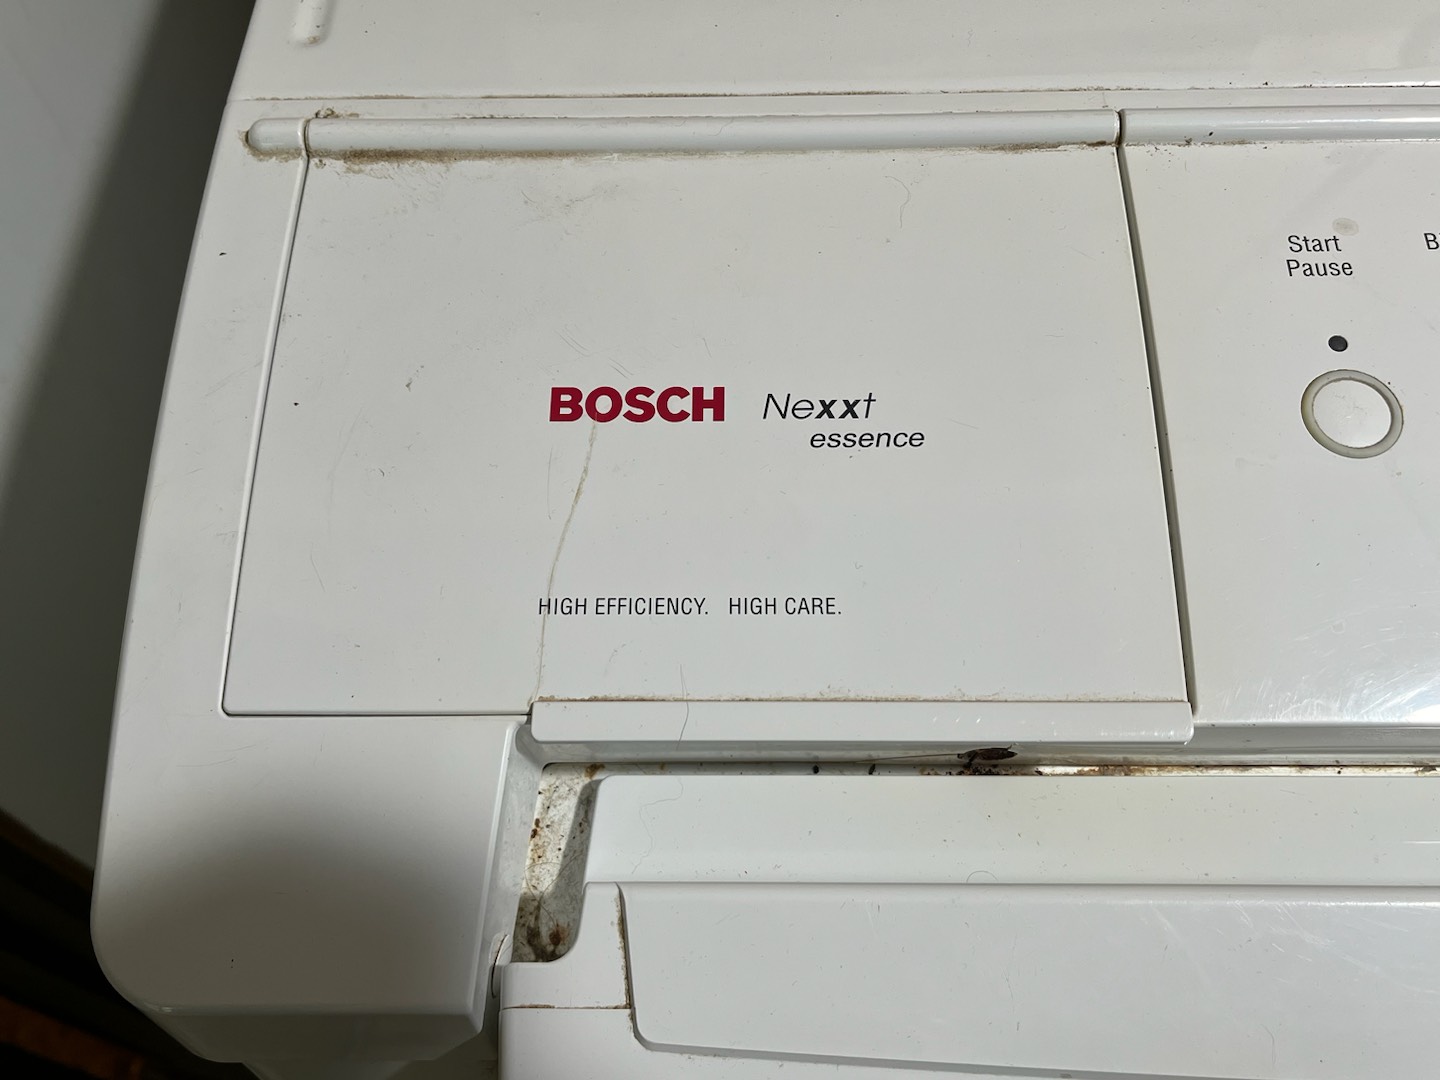 Start
Pause
BOSCH Nexxt
essence
HIGH EFFICIENCY. HIGH CARE.